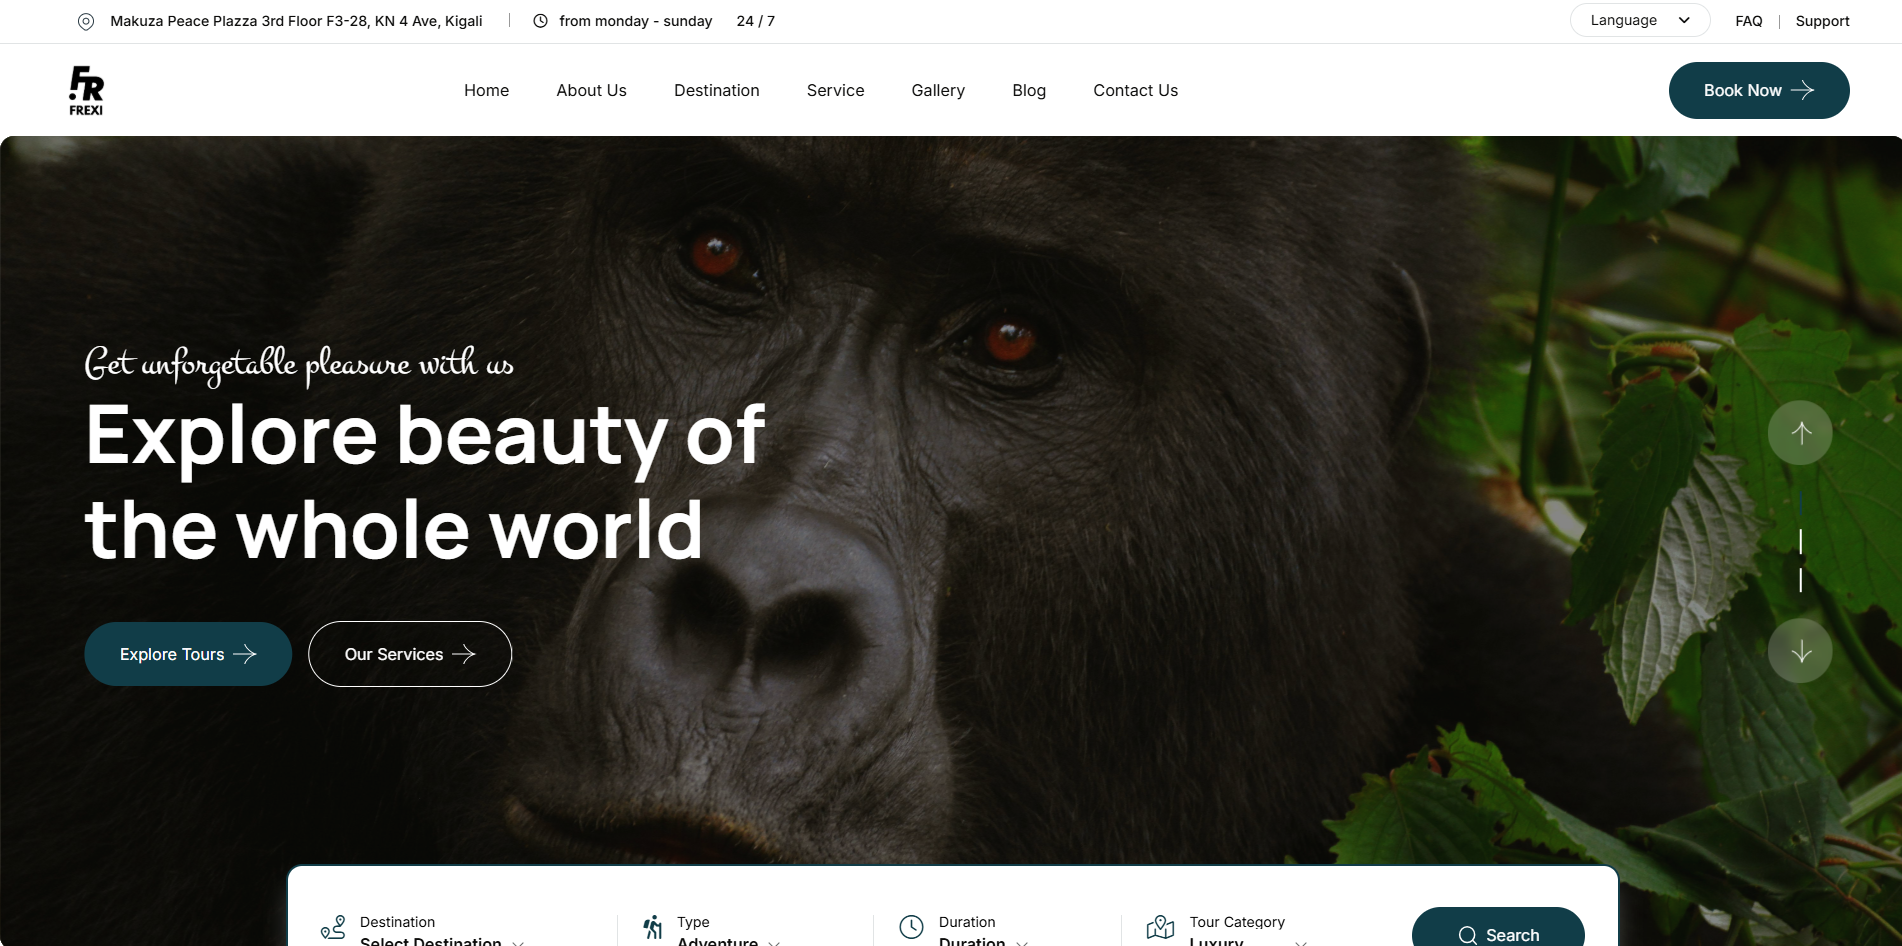 Makuza Peace Plazza 3rd Floor F3-28, KN 4 Ave, Kigali
from monday - sunday 24 / 7
Language
FAQ
Support
FR
FREXI
Home
About Us
Destination
Service
Gallery
Blog
Contact Us
Book Now
Get unforgetable pleasure with us
Explore beauty of
the whole world
Explore Tours
Our Services
Destination
Select Destination
Type
Adventure
Duration
Duration
Tour Category
Luxury
Search